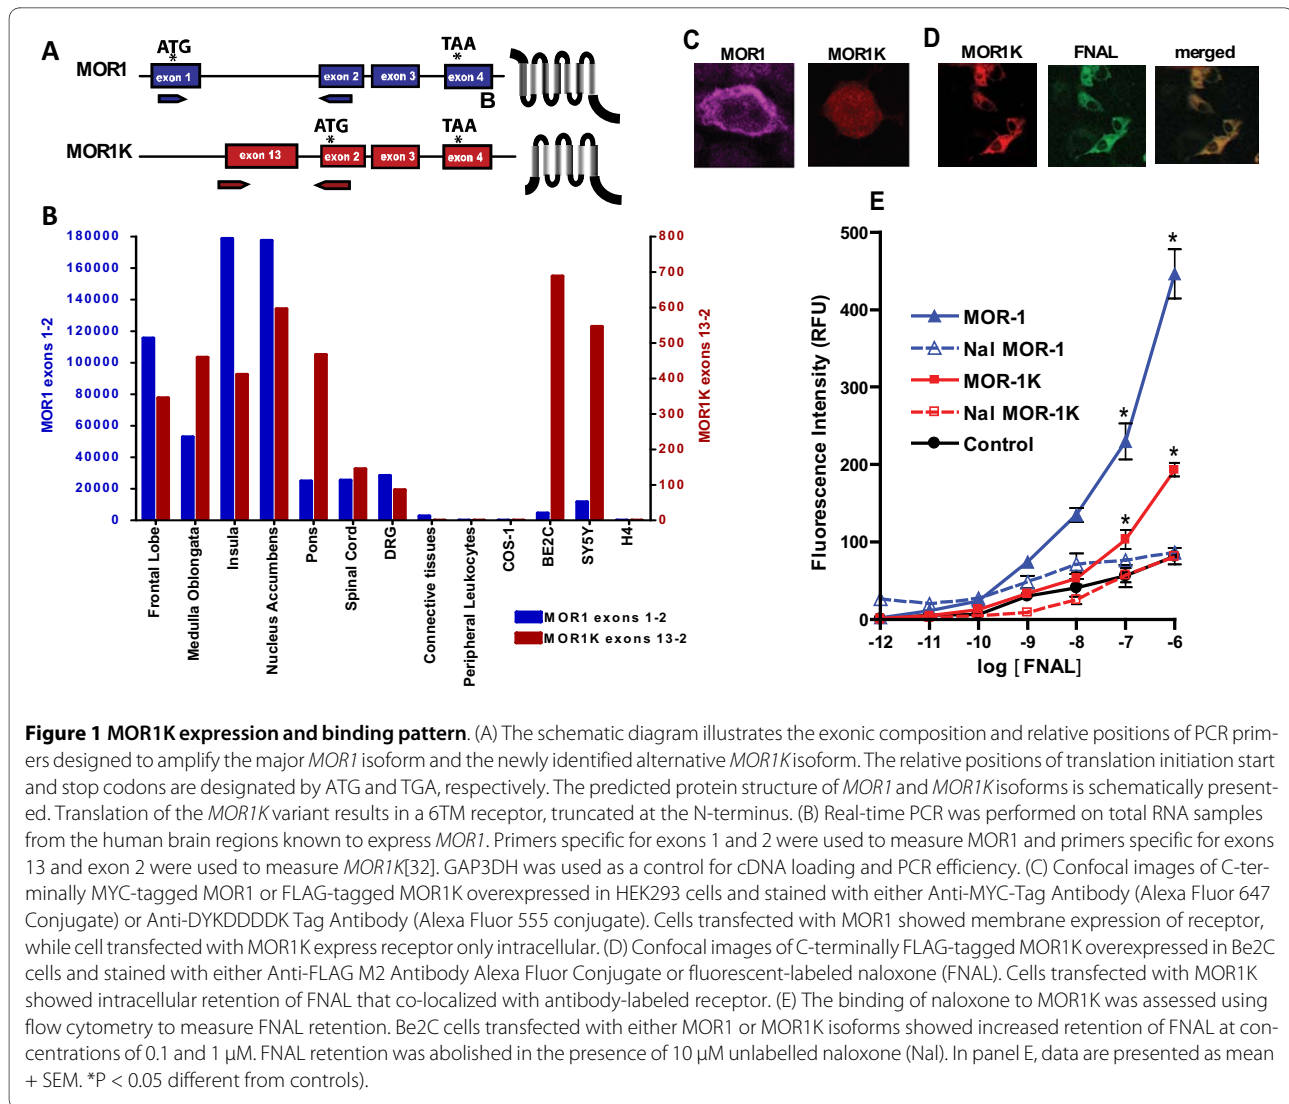 A
ATG
*
TAA
*
MOR1
exon 1
exon 2
exon 3
exon 4
B
ATG
*
TAA
*
MOR1K
exon 13
exon 2
exon 3
exon 4
C
MOR1
MOR1K
D
MOR1K
FNAL
merged
B
180000
160000
140000
120000
100000
80000
60000
40000
20000
0
MOR1 exons 1-2
800
700
600
500
400
300
200
100
0
MOR1K exons 13-2
Frontal Lobe
Medulla Oblongata
Insula
Nucleus Accumbens
Pons
Spinal Cord
DRG
Connective tissues
Peripheral Leukocytes
COS-1
BE2C
SY5Y
H4
MOR1 exons 1-2
MOR1K exons 13-2
E
500
400
300
200
100
0
Fluorescence Intensity (RFU)
MOR-1
Nal MOR-1
MOR-1K
Nal MOR-1K
Control
*
*
*
*
-12
-11
-10
-9
-8
-7
-6
log [FNAL]
Figure 1 MOR1K expression and binding pattern. (A) The schematic diagram illustrates the exonic composition and relative positions of PCR prim-
ers designed to amplify the major MOR1 isoform and the newly identified alternative MOR1K isoform. The relative positions of translation initiation start
and stop codons are designated by ATG and TGA, respectively. The predicted protein structure of MOR1 and MOR1K isoforms is schematically present-
ed. Translation of the MOR1K variant results in a 6TM receptor, truncated at the N-terminus. (B) Real-time PCR was performed on total RNA samples
from the human brain regions known to express MOR1. Primers specific for exons 1 and 2 were used to measure MOR1 and primers specific for exons
13 and exon 2 were used to measure MOR1K[32]. GAP3DH was used as a control for cDNA loading and PCR efficiency. (C) Confocal images of C-ter-
minally MYC-tagged MOR1 or FLAG-tagged MOR1K overexpressed in HEK293 cells and stained with either Anti-MYC-Tag Antibody (Alexa Fluor 647
Conjugate) or Anti-DYKDDDDK Tag Antibody (Alexa Fluor 555 conjugate). Cells transfected with MOR1 showed membrane expression of receptor,
while cell transfected with MOR1K express receptor only intracellular. (D) Confocal images of C-terminally FLAG-tagged MOR1K overexpressed in Be2C
cells and stained with either Anti-FLAG M2 Antibody Alexa Fluor Conjugate or fluorescent-labeled naloxone (FNAL). Cells transfected with MOR1K
showed intracellular retention of FNAL that co-localized with antibody-labeled receptor. (E) The binding of naloxone to MOR1K was assessed using
flow cytometry to measure FNAL retention. Be2C cells transfected with either MOR1 or MOR1K isoforms showed increased retention of FNAL at con-
centrations of 0.1 and 1 μM. FNAL retention was abolished in the presence of 10 μM unlabelled naloxone (Nal). In panel E, data are presented as mean
+ SEM. *P < 0.05 different from controls).